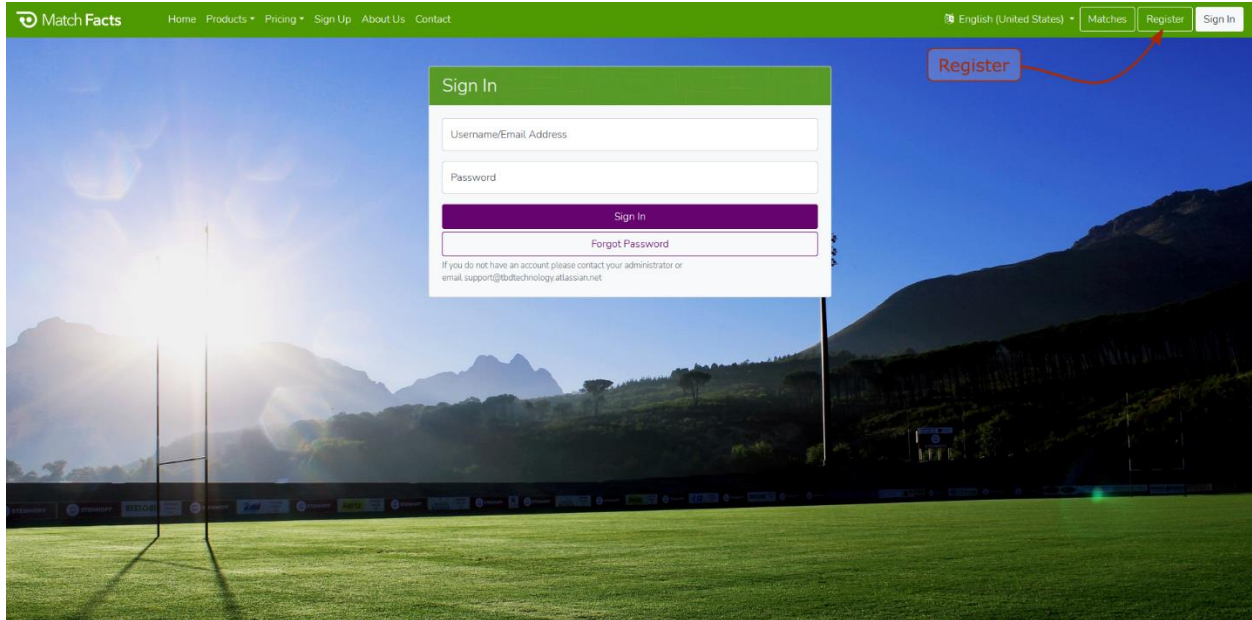 Match Facts
Home Products Pricing Sign Up About Us Contact
English (United States) Matches Register Sign In
Register
Sign In
Username/Email Address
Password
Sign In
Forgot Password
If you do not have an account please contact your administrator or
email support@tbdtechnology.atlassian.net